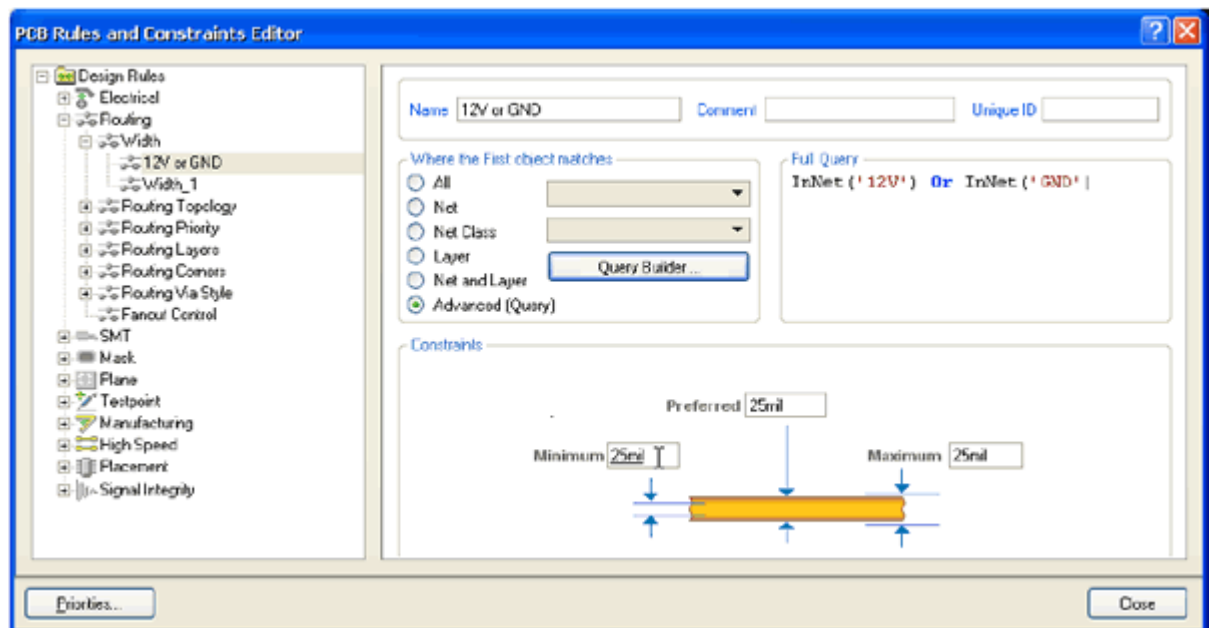 PCB Rules and Constraints Editor
Design Rules
Electrical
Routing
Width
12V or GND
Width_1
Routing Topology
Routing Priority
Routing Layers
Routing Corners
Routing Via Style
Fanout Control
SMT
Mask
Plane
Testpoint
Manufacturing
High Speed
Placement
Signal Integrity
Name 12V or GND Comment Unique ID
Where the First object matches
All
Net
Net Class
Layer
Net and Layer
Advanced (Query)
Query Builder ...
Full Query
InNet('12V') Or InNet('GND'
Constraints
Preferred 25mil
Minimum 25mil
Maximum 25mil
Priorities...
Close